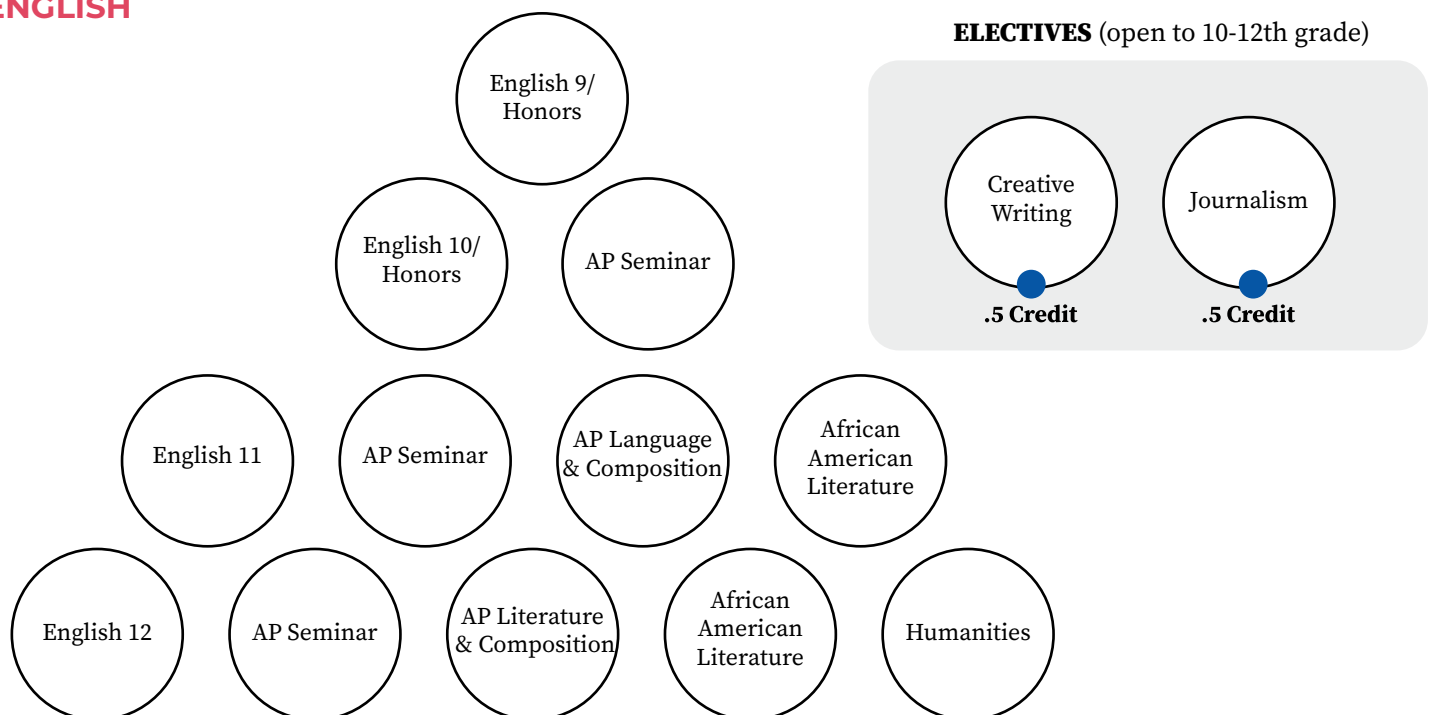 ENGLISH
ELECTIVES (open to 10-12th grade)
English 9/
Honors
Creative
Writing
Journalism
.5 Credit
.5 Credit
English 10/
Honors
AP Seminar
English 11
AP Seminar
AP Language
& Composition
African
American
Literature
English 12
AP Seminar
AP Literature
& Composition
African
American
Literature
Humanities